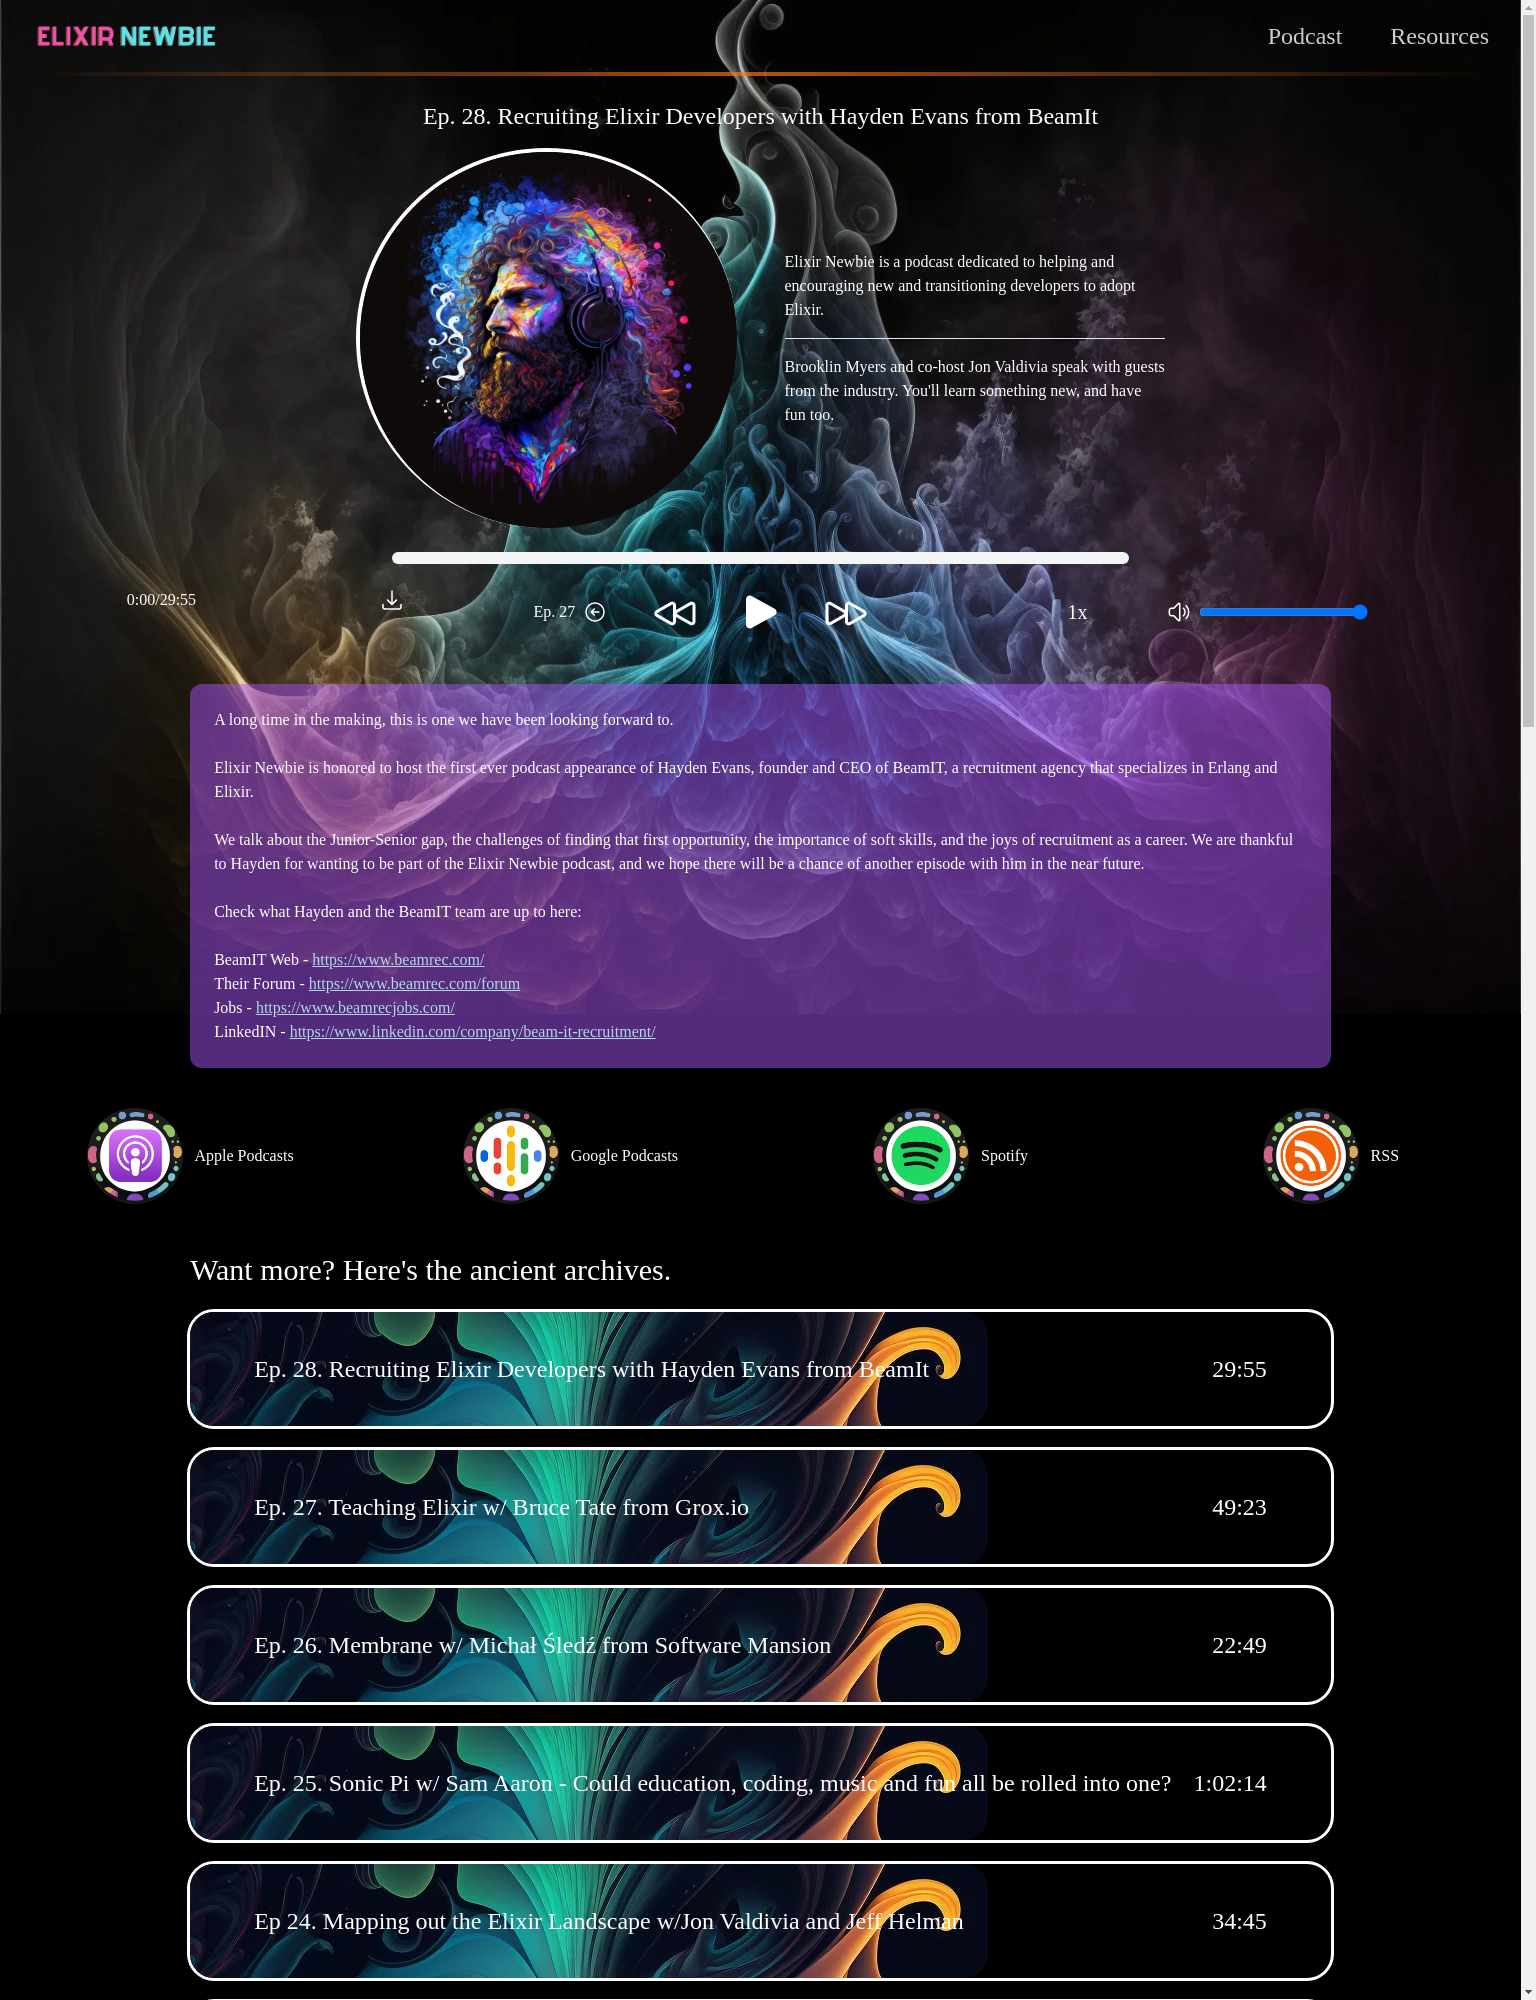 ELIXIR NEWBIE
Podcast
Resources
Ep. 28. Recruiting Elixir Developers with Hayden Evans from BeamIt
Elixir Newbie is a podcast dedicated to helping and
encouraging new and transitioning developers to adopt
Elixir.
Brooklin Myers and co-host Jon Valdivia speak with guests
from the industry. You'll learn something new, and have
fun too.
0:00/29:55
Ep. 27
1x
A long time in the making, this is one we have been looking forward to.
Elixir Newbie is honored to host the first ever podcast appearance of Hayden Evans, founder and CEO of BeamIT, a recruitment agency that specializes in Erlang and
Elixir.
We talk about the Junior-Senior gap, the challenges of finding that first opportunity, the importance of soft skills, and the joys of recruitment as a career. We are thankful
to Hayden for wanting to be part of the Elixir Newbie podcast, and we hope there will be a chance of another episode with him in the near future.
Check what Hayden and the BeamIT team are up to here:
BeamIT Web - https://www.beamrec.com/
Their Forum - https://www.beamrec.com/forum
Jobs - https://www.beamrecjobs.com/
LinkedIN - https://www.linkedin.com/company/beam-it-recruitment/
Apple Podcasts
Google Podcasts
Spotify
RSS
Want more? Here's the ancient archives.
Ep. 28. Recruiting Elixir Developers with Hayden Evans from BeamIt 29:55
Ep. 27. Teaching Elixir w/ Bruce Tate from Grox.io 49:23
Ep. 26. Membrane w/ Michał Śledź from Software Mansion 22:49
Ep. 25. Sonic Pi w/ Sam Aaron - Could education, coding, music and fun all be rolled into one? 1:02:14
Ep 24. Mapping out the Elixir Landscape w/Jon Valdivia and Jeff Helman 34:45